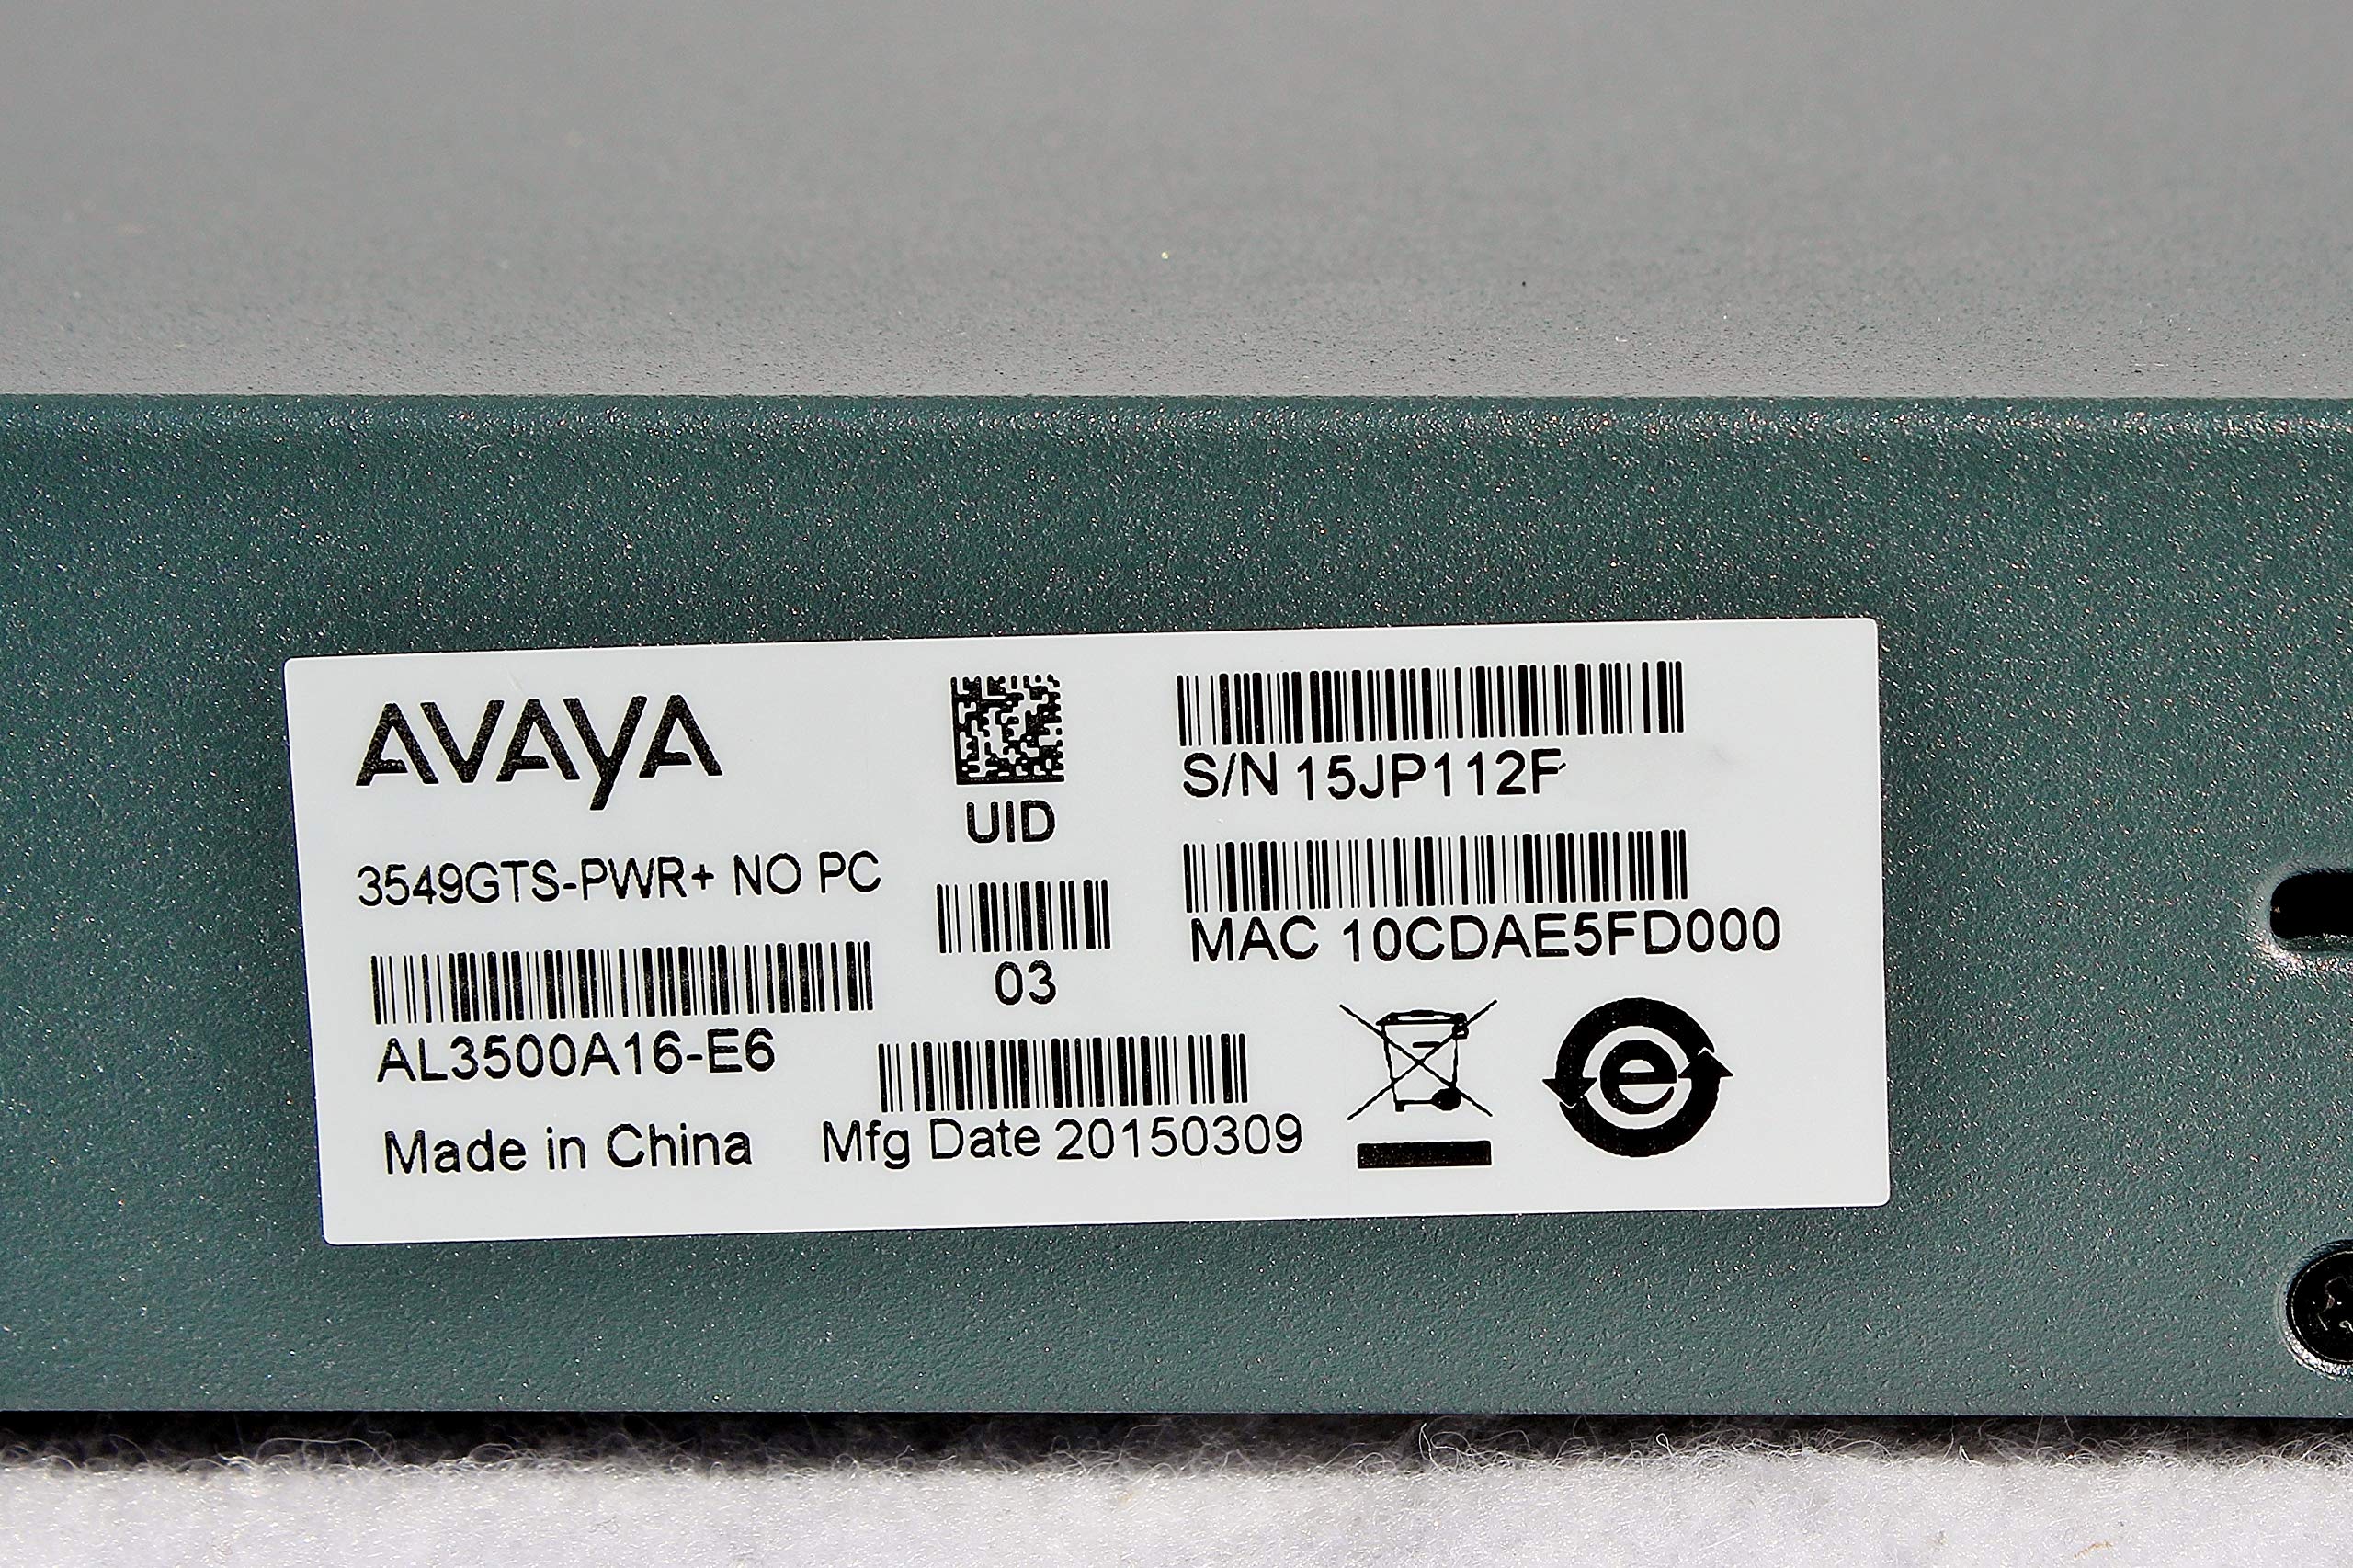 AVAYA
3549GTS-PWR+ NO PC
AL3500A16-E6
Made in China
UID
03
Mfg Date 20150309
S/N 15JP112F
MAC 10CDAE5FD000
e